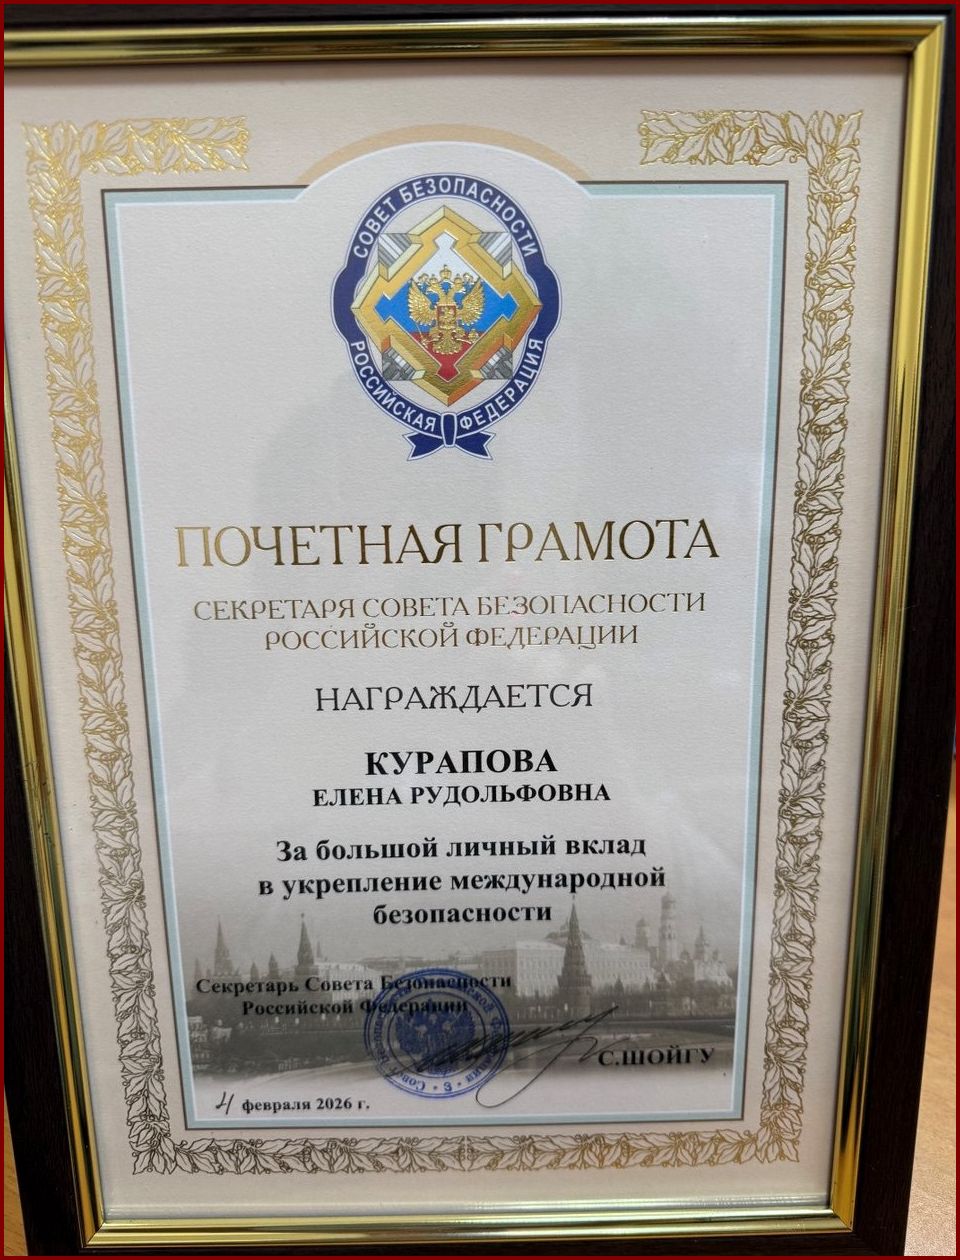 СОВЕТ БЕЗОПАСНОСТИ
РОССИЙСКАЯ ФЕДЕРАЦИЯ
ПОЧЕТНАЯ ГРАМОТА
СЕКРЕТАРЯ СОВЕТА БЕЗОПАСНОСТИ
РОССИЙСКОЙ ФЕДЕРАЦИИ
НАГРАЖДАЕТСЯ
КУРАПОВА
ЕЛЕНА РУДОЛЬФОВНА
За большой личный вклад
в укрепление международной
безопасности
Секретарь Совета Безопасности
Российской Федерации
С.ШОЙГУ
4 февраля 2026 г.